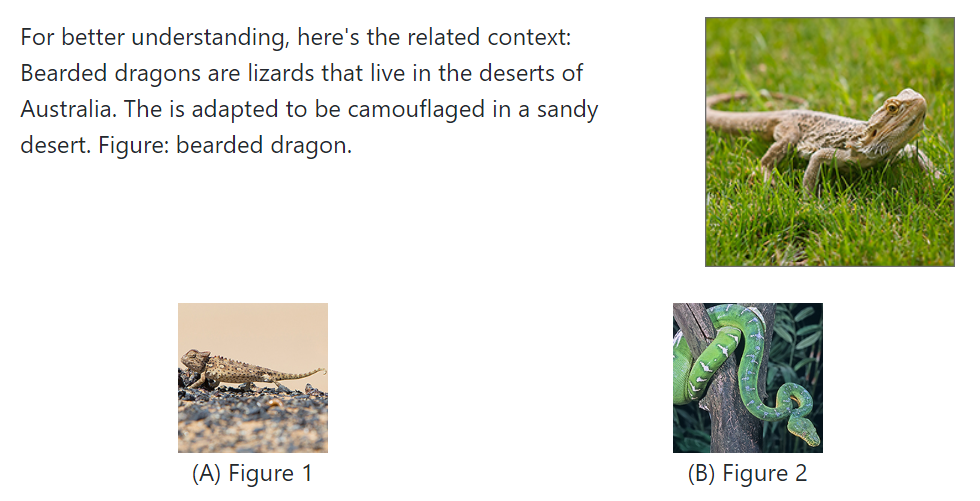 For better understanding, here's the related context:
Bearded dragons are lizards that live in the deserts of
Australia. The is adapted to be camouflaged in a sandy
desert. Figure: bearded dragon.
(A) Figure 1
(B) Figure 2